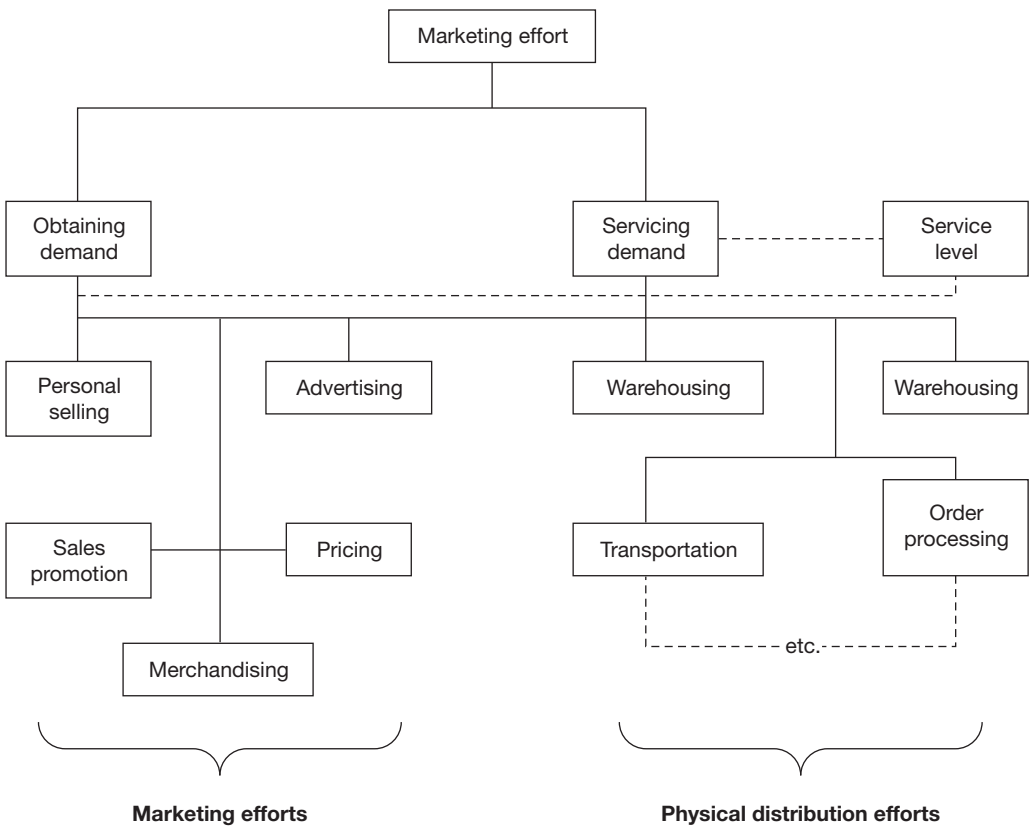 Marketing effort
Obtaining
demand
Servicing
demand
Service
level
Personal
selling
Advertising
Warehousing
Warehousing
Sales
promotion
Pricing
Transportation
Order
processing
Merchandising
etc.
Marketing efforts
Physical distribution efforts